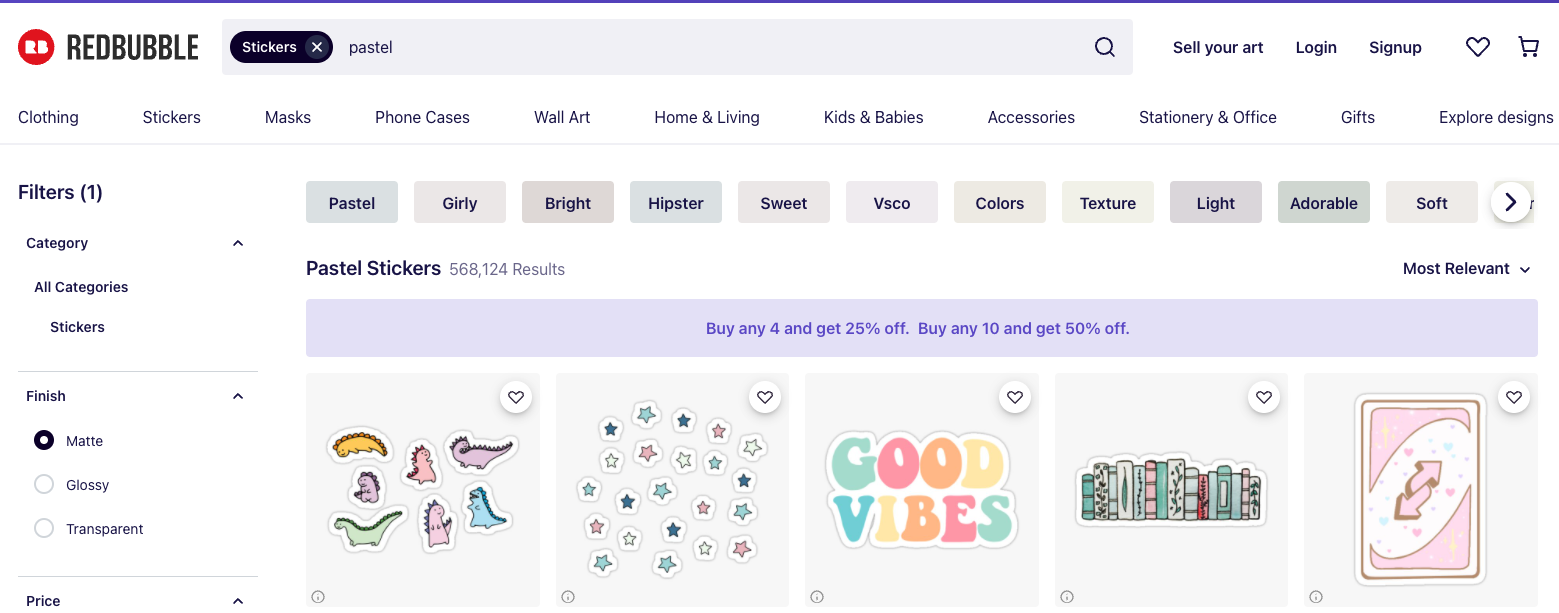 RB REDBUBBLE
Stickers pastel
Sell your art Login Signup
Clothing Stickers Masks Phone Cases Wall Art Home & Living Kids & Babies Accessories Stationery & Office Gifts Explore designs
Filters (1)
Pastel Girly Bright Hipster Sweet Vsco Colors Texture Light Adorable Soft
Category
All Categories
Stickers
Pastel Stickers 568,124 Results
Most Relevant
Buy any 4 and get 25% off. Buy any 10 and get 50% off.
Finish
Matte
Glossy
Transparent
Price
GOOD
VIBES